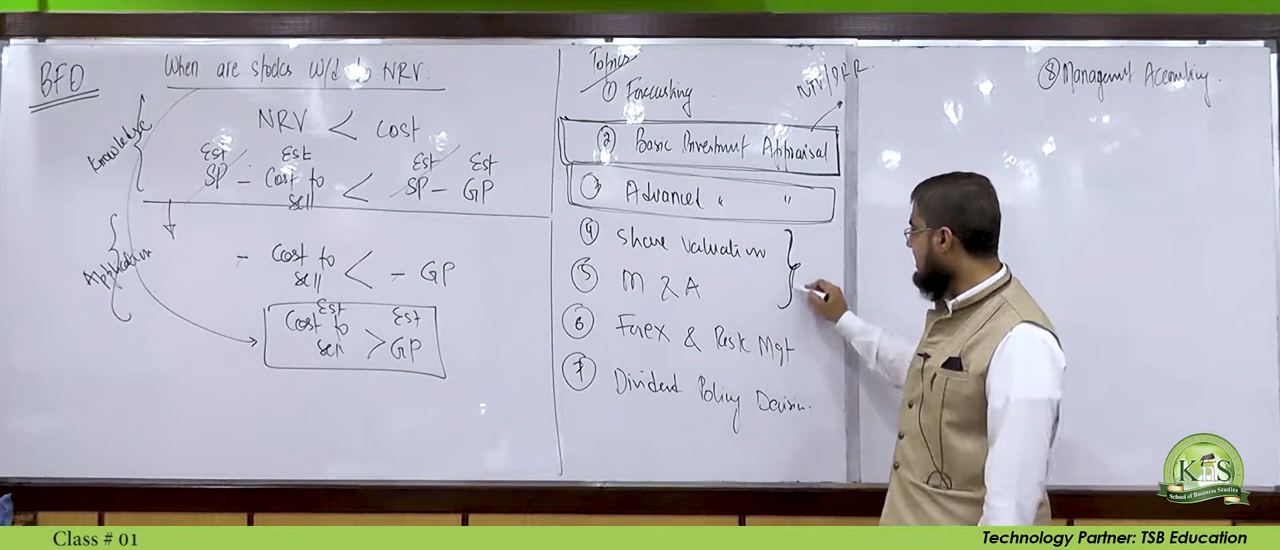 BFD
When are stocks W/d to NRV.
Knowledge
NRV < Cost
Est Est Est Est
SP - Cost to sell < SP - GP
Application
- Cost to sell < - GP
Est Est
Cost to sell > GP
Topics
① Forecasting
NPV/IRR.
② Basic Investment Appraisal
③ Advanced " "
④ Share Valuation
⑤ M & A
⑥ Forex & Risk Mgt
⑦ Dividend Policy Decision.
⑧ Management Accounting.
KnS
School of Business Studies
Class # 01
Technology Partner: TSB Education